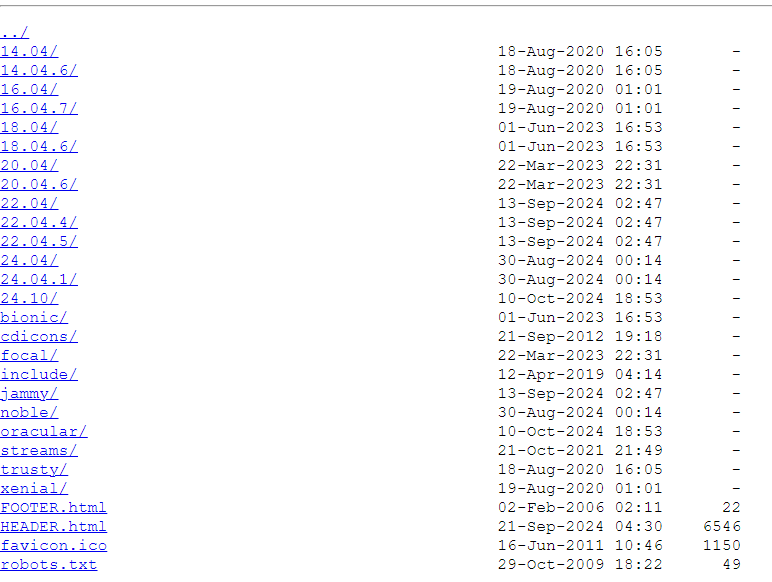 ../
14.04/ 18-Aug-2020 16:05 -
14.04.6/ 18-Aug-2020 16:05 -
16.04/ 19-Aug-2020 01:01 -
16.04.7/ 19-Aug-2020 01:01 -
18.04/ 01-Jun-2023 16:53 -
18.04.6/ 01-Jun-2023 16:53 -
20.04/ 22-Mar-2023 22:31 -
20.04.6/ 22-Mar-2023 22:31 -
22.04/ 13-Sep-2024 02:47 -
22.04.4/ 13-Sep-2024 02:47 -
22.04.5/ 13-Sep-2024 02:47 -
24.04/ 30-Aug-2024 00:14 -
24.04.1/ 30-Aug-2024 00:14 -
24.10/ 10-Oct-2024 18:53 -
bionic/ 01-Jun-2023 16:53 -
cdicons/ 21-Sep-2012 19:18 -
focal/ 22-Mar-2023 22:31 -
include/ 12-Apr-2019 04:14 -
jammy/ 13-Sep-2024 02:47 -
noble/ 30-Aug-2024 00:14 -
oracular/ 10-Oct-2024 18:53 -
streams/ 21-Oct-2021 21:49 -
trusty/ 18-Aug-2020 16:05 -
xenial/ 19-Aug-2020 01:01 -
FOOTER.html 02-Feb-2006 02:11 22
HEADER.html 21-Sep-2024 04:30 6546
favicon.ico 16-Jun-2011 10:46 1150
robots.txt 29-Oct-2009 18:22 49